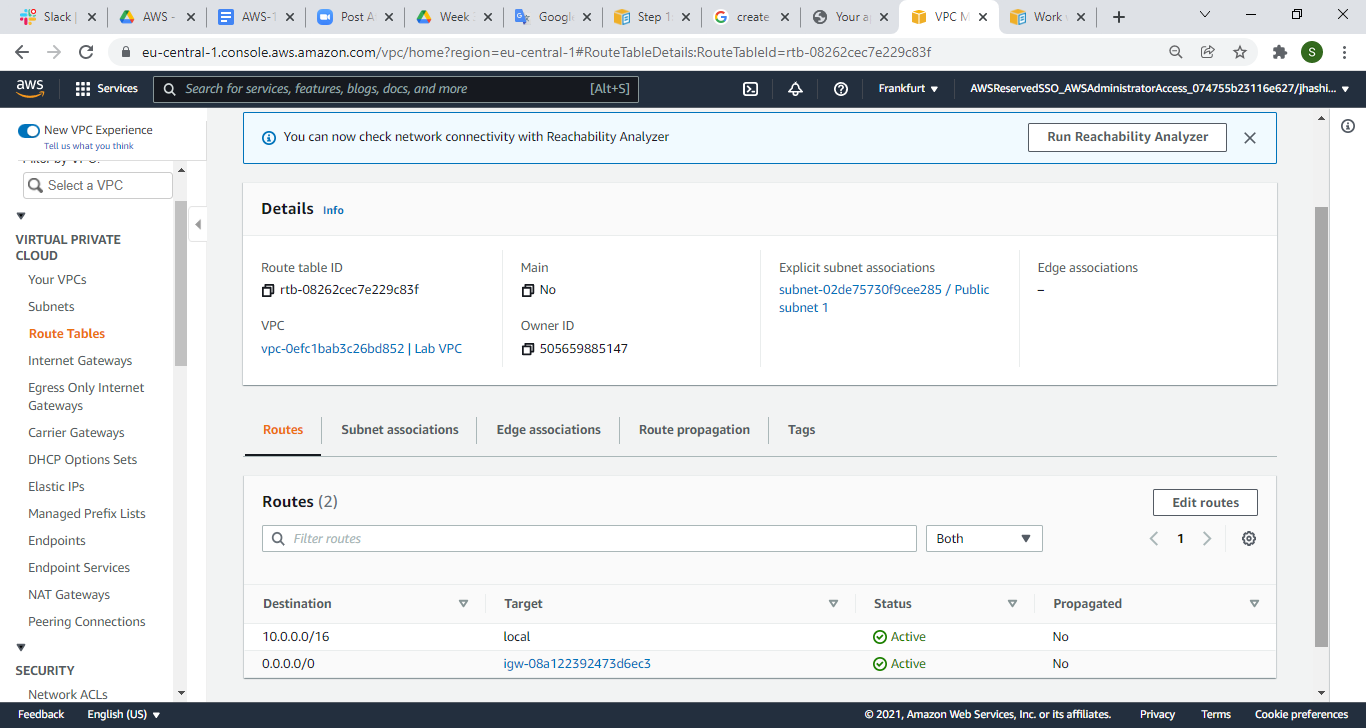 Slack |
AWS -
AWS-1
Post A
Week
Googl
Step 1
create
Your a
VPC M
Work
eu-central-1.console.aws.amazon.com/vpc/home?region=eu-central-1#RouteTableDetails:RouteTableId=rtb-08262cec7e229c83f
S
aws
Services
Search for services, features, blogs, docs, and more
[Alt+S]
Frankfurt
AWSReservedSSO_AWSAdministratorAccess_074755b23116e627/jhashi...
New VPC Experience
Tell us what you think
Filter by VPC:
Select a VPC
VIRTUAL PRIVATE
CLOUD
Your VPCs
Subnets
Route Tables
Internet Gateways
Egress Only Internet
Gateways
Carrier Gateways
DHCP Options Sets
Elastic IPs
Managed Prefix Lists
Endpoints
Endpoint Services
NAT Gateways
Peering Connections
SECURITY
Network ACLs
You can now check network connectivity with Reachability Analyzer
Run Reachability Analyzer
Details Info
Route table ID
rtb-08262cec7e229c83f
Main
No
Explicit subnet associations
subnet-02de75730f9cee285 / Public
subnet 1
Edge associations
–
VPC
vpc-0efc1bab3c26bd852 | Lab VPC
Owner ID
505659885147
Routes
Subnet associations
Edge associations
Route propagation
Tags
Routes (2)
Edit routes
Filter routes
Both
1
Destination Target Status Propagated
10.0.0.0/16 local Active No
0.0.0.0/0 igw-08a122392473d6ec3 Active No
Feedback
English (US)
© 2021, Amazon Web Services, Inc. or its affiliates.
Privacy
Terms
Cookie preferences